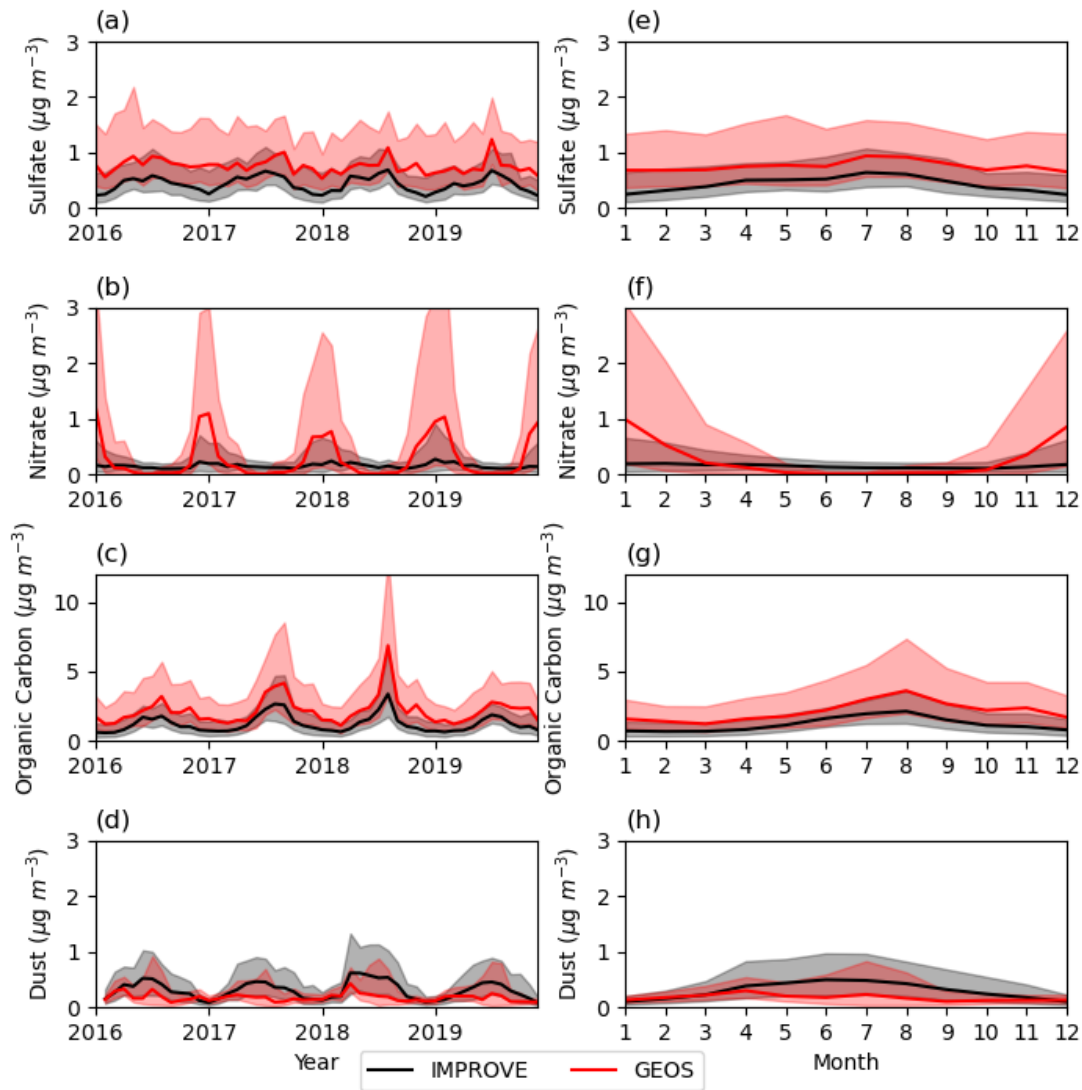 (a)
Sulfate (μg m⁻³)
3
2
1
0
2016 2017 2018 2019
(e)
Sulfate (μg m⁻³)
3
2
1
0
1 2 3 4 5 6 7 8 9 10 11 12
(b)
Nitrate (μg m⁻³)
3
2
1
0
2016 2017 2018 2019
(f)
Nitrate (μg m⁻³)
3
2
1
0
1 2 3 4 5 6 7 8 9 10 11 12
(c)
Organic Carbon (μg m⁻³)
10
5
0
2016 2017 2018 2019
(g)
Organic Carbon (μg m⁻³)
10
5
0
1 2 3 4 5 6 7 8 9 10 11 12
(d)
Dust (μg m⁻³)
3
2
1
0
2016 2017 2018 2019
Year
(h)
Dust (μg m⁻³)
3
2
1
0
1 2 3 4 5 6 7 8 9 10 11 12
Month
IMPROVE GEOS